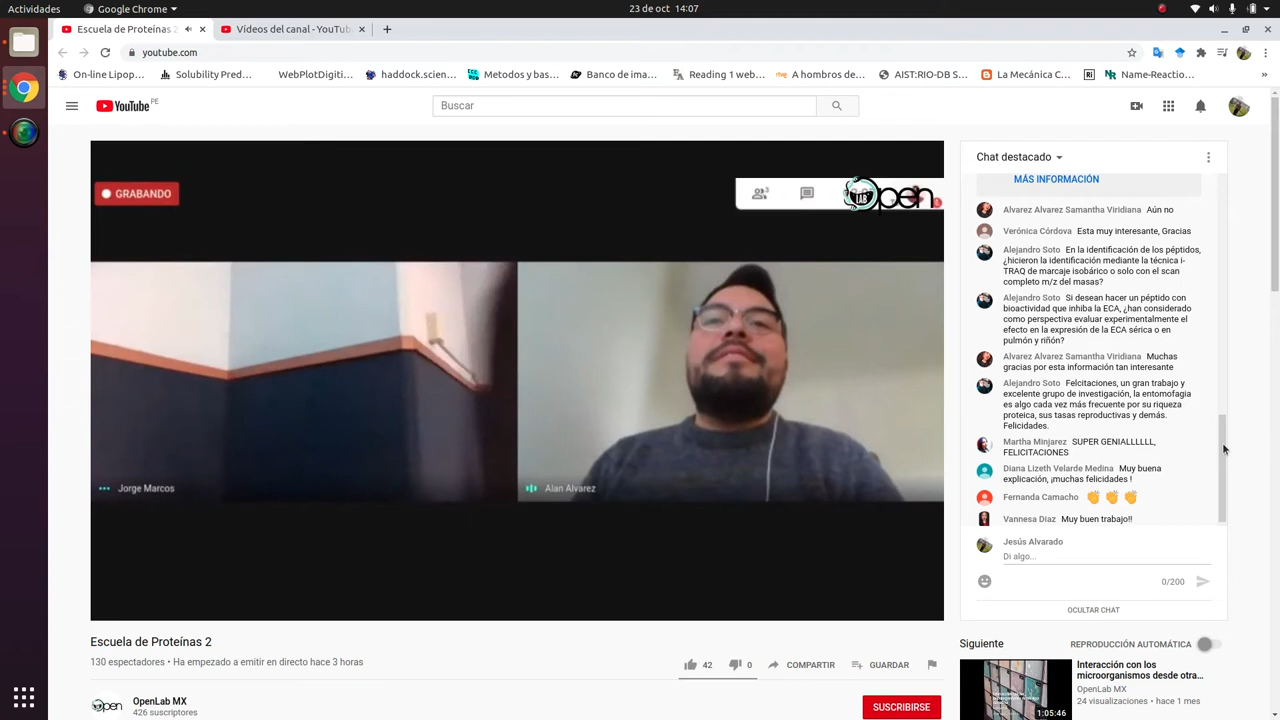 Actividades
Google Chrome
23 de oct 14:07
Escuela de Proteínas 2
Vídeos del canal - YouTub
youtube.com
On-line Lipop…
Solubility Pred…
WebPlotDigiti…
haddock.scien…
Metodos y bas…
Banco de ima…
Reading 1 web…
A hombros de…
AIST:RIO-DB S…
La Mecánica C…
Name-Reactio…
»
YouTube PE
Buscar
GRABANDO
3
Open
LAB
Jorge Marcos
Alan Alvarez
Escuela de Proteínas 2
130 espectadores • Ha empezado a emitir en directo hace 3 horas
42
0
COMPARTIR
GUARDAR
OpenLab MX
426 suscriptores
SUSCRIBIRSE
Chat destacado
MÁS INFORMACIÓN
Alvarez Alvarez Samantha Viridiana Aún no
Verónica Córdova Esta muy interesante, Gracias
Alejandro Soto En la identificación de los péptidos,
¿hicieron la identificación mediante la técnica i-
TRAQ de marcaje isobárico o solo con el scan
completo m/z del masas?
Alejandro Soto Si desean hacer un péptido con
bioactividad que inhiba la ECA, ¿han considerado
como perspectiva evaluar experimentalmente el
efecto en la expresión de la ECA sérica o en
pulmón y riñón?
Alvarez Alvarez Samantha Viridiana Muchas
gracias por esta información tan interesante
Alejandro Soto Felcitaciones, un gran trabajo y
excelente grupo de investigación, la entomofagia
es algo cada vez más frecuente por su riqueza
proteica, sus tasas reproductivas y demás.
Felicidades.
Martha Minjarez SUPER GENIALLLLLL,
FELICITACIONES
Diana Lizeth Velarde Medina Muy buena
explicación, ¡muchas felicidades !
Fernanda Camacho 👏 👏 👏
Vannesa Diaz Muy buen trabajo!!
Jesús Alvarado
Di algo...
0/200
OCULTAR CHAT
Siguiente
REPRODUCCIÓN AUTOMÁTICA
Interacción con los
microorganismos desde otra…
OpenLab MX
24 visualizaciones • hace 1 mes
1:05:46